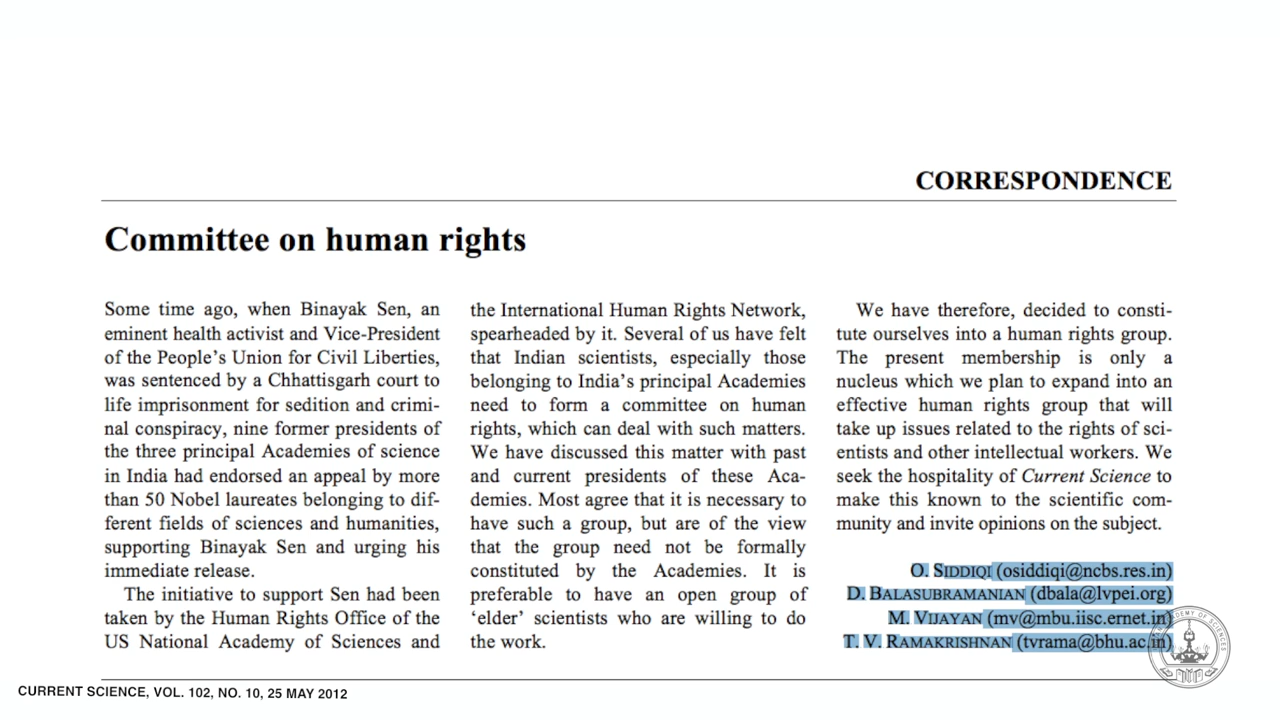 CORRESPONDENCE
Committee on human rights
Some time ago, when Binayak Sen, an
eminent health activist and Vice-President
of the People's Union for Civil Liberties,
was sentenced by a Chhattisgarh court to
life imprisonment for sedition and crimi-
nal conspiracy, nine former presidents of
the three principal Academies of science
in India had endorsed an appeal by more
than 50 Nobel laureates belonging to dif-
ferent fields of sciences and humanities,
supporting Binayak Sen and urging his
immediate release.
The initiative to support Sen had been
taken by the Human Rights Office of the
US National Academy of Sciences and
the International Human Rights Network,
spearheaded by it. Several of us have felt
that Indian scientists, especially those
belonging to India's principal Academies
need to form a committee on human
rights, which can deal with such matters.
We have discussed this matter with past
and current presidents of these Aca-
demies. Most agree that it is necessary to
have such a group, but are of the view
that the group need not be formally
constituted by the Academies. It is
preferable to have an open group of
'elder' scientists who are willing to do
the work.
We have therefore, decided to consti-
tute ourselves into a human rights group.
The present membership is only a
nucleus which we plan to expand into an
effective human rights group that will
take up issues related to the rights of sci-
entists and other intellectual workers. We
seek the hospitality of Current Science to
make this known to the scientific com-
munity and invite opinions on the subject.
O. SIDDIQI (osiddiqi@ncbs.res.in)
D. BALASUBRAMANIAN (dbala@lvpei.org)
M. VIJAYAN (mv@mbu.iisc.ernet.in)
T. V. RAMAKRISHNAN (tvrama@bhu.ac.in)
CURRENT SCIENCE, VOL. 102, NO. 10, 25 MAY 2012